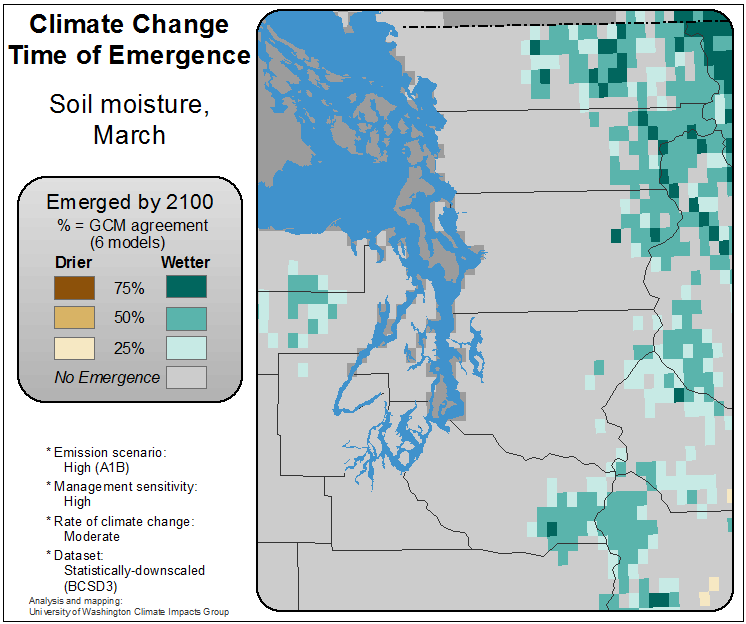 Climate Change
Time of Emergence
Soil moisture,
March
Emerged by 2100
% = GCM agreement
(6 models)
Drier Wetter
75%
50%
25%
No Emergence
* Emission scenario:
High (A1B)
* Management sensitivity:
High
* Rate of climate change:
Moderate
* Dataset:
Statistically-downscaled
(BCSD3)
Analysis and mapping:
University of Washington Climate Impacts Group